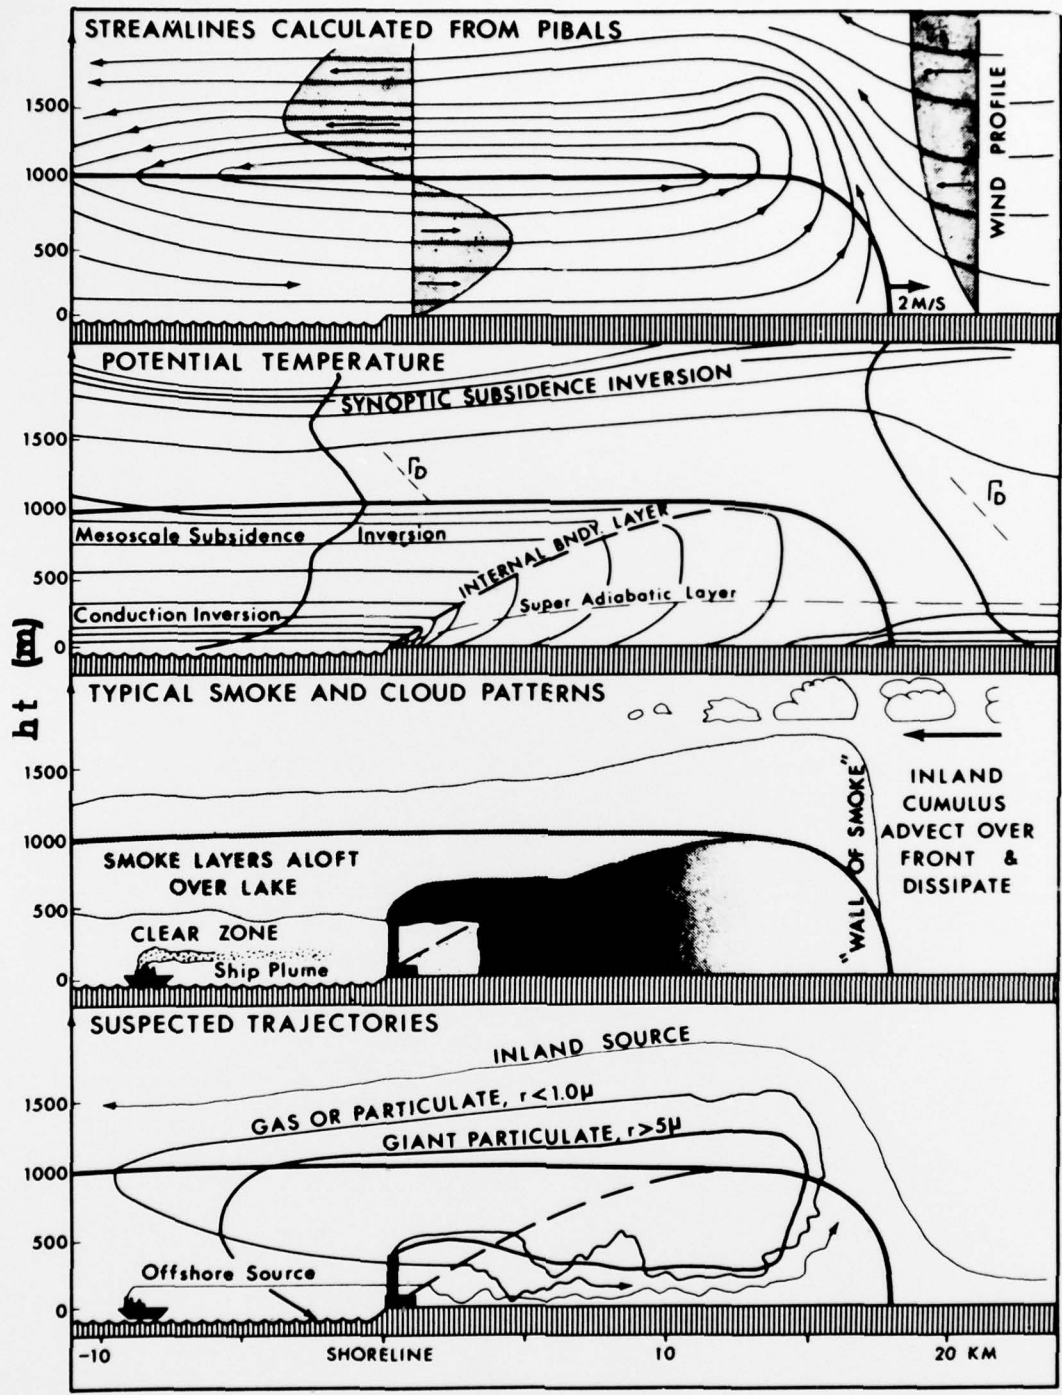 STREAMLINES CALCULATED FROM PIBALS
1500
1000
500
0
WIND PROFILE
2 M/S
POTENTIAL TEMPERATURE
SYNOPTIC SUBSIDENCE INVERSION
1500
ΓD
ΓD
1000
Mesoscale Subsidence Inversion
INTERNAL BNDY. LAYER
500
Super Adiabatic Layer
Conduction Inversion
0
ht (m)
TYPICAL SMOKE AND CLOUD PATTERNS
1500
1000
500
0
SMOKE LAYERS ALOFT
OVER LAKE
CLEAR ZONE
Ship Plume
"WALL OF SMOKE"
INLAND
CUMULUS
ADVECT OVER
FRONT &
DISSIPATE
SUSPECTED TRAJECTORIES
INLAND SOURCE
1500
GAS OR PARTICULATE, r<1.0μ
GIANT PARTICULATE, r>5μ
1000
500
Offshore Source
0
-10
SHORELINE
10
20 KM